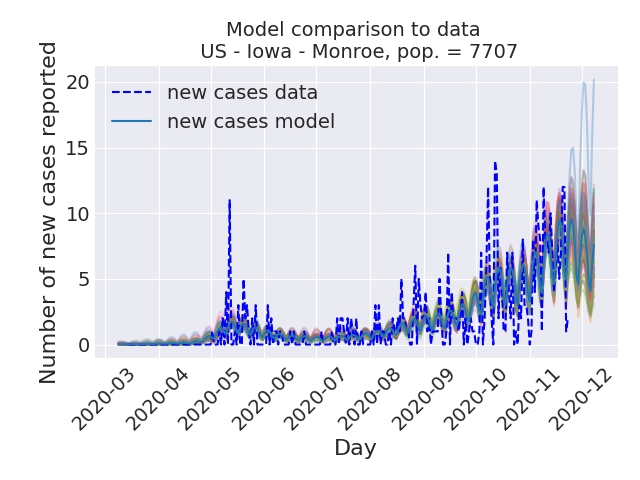 Model comparison to data
US - Iowa - Monroe, pop. = 7707
Number of new cases reported
20
15
10
5
0
new cases data
new cases model
2020-03
2020-04
2020-05
2020-06
2020-07
2020-08
2020-09
2020-10
2020-11
2020-12
Day